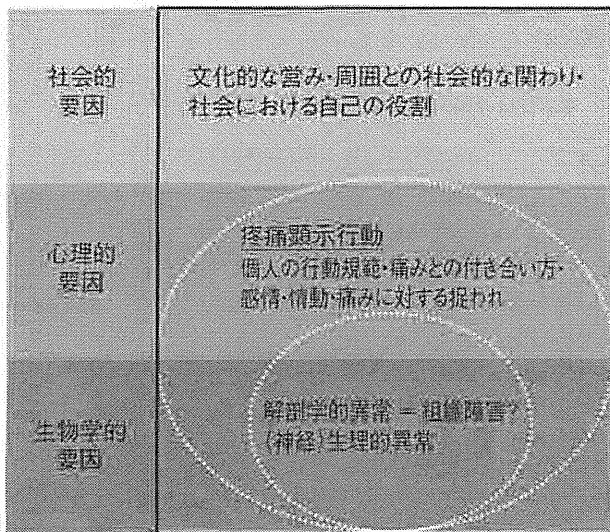 社会的
要因
文化的な営み・周囲との社会的な関わり・
社会における自己の役割
心理的
要因
疼痛顕示行動
個人の行動規範・痛みとの付き合い方・
感情・情動・痛みに対する捉われ
生物学的
要因
解剖学的異常 = 組織障害?
(神経)生理的異常